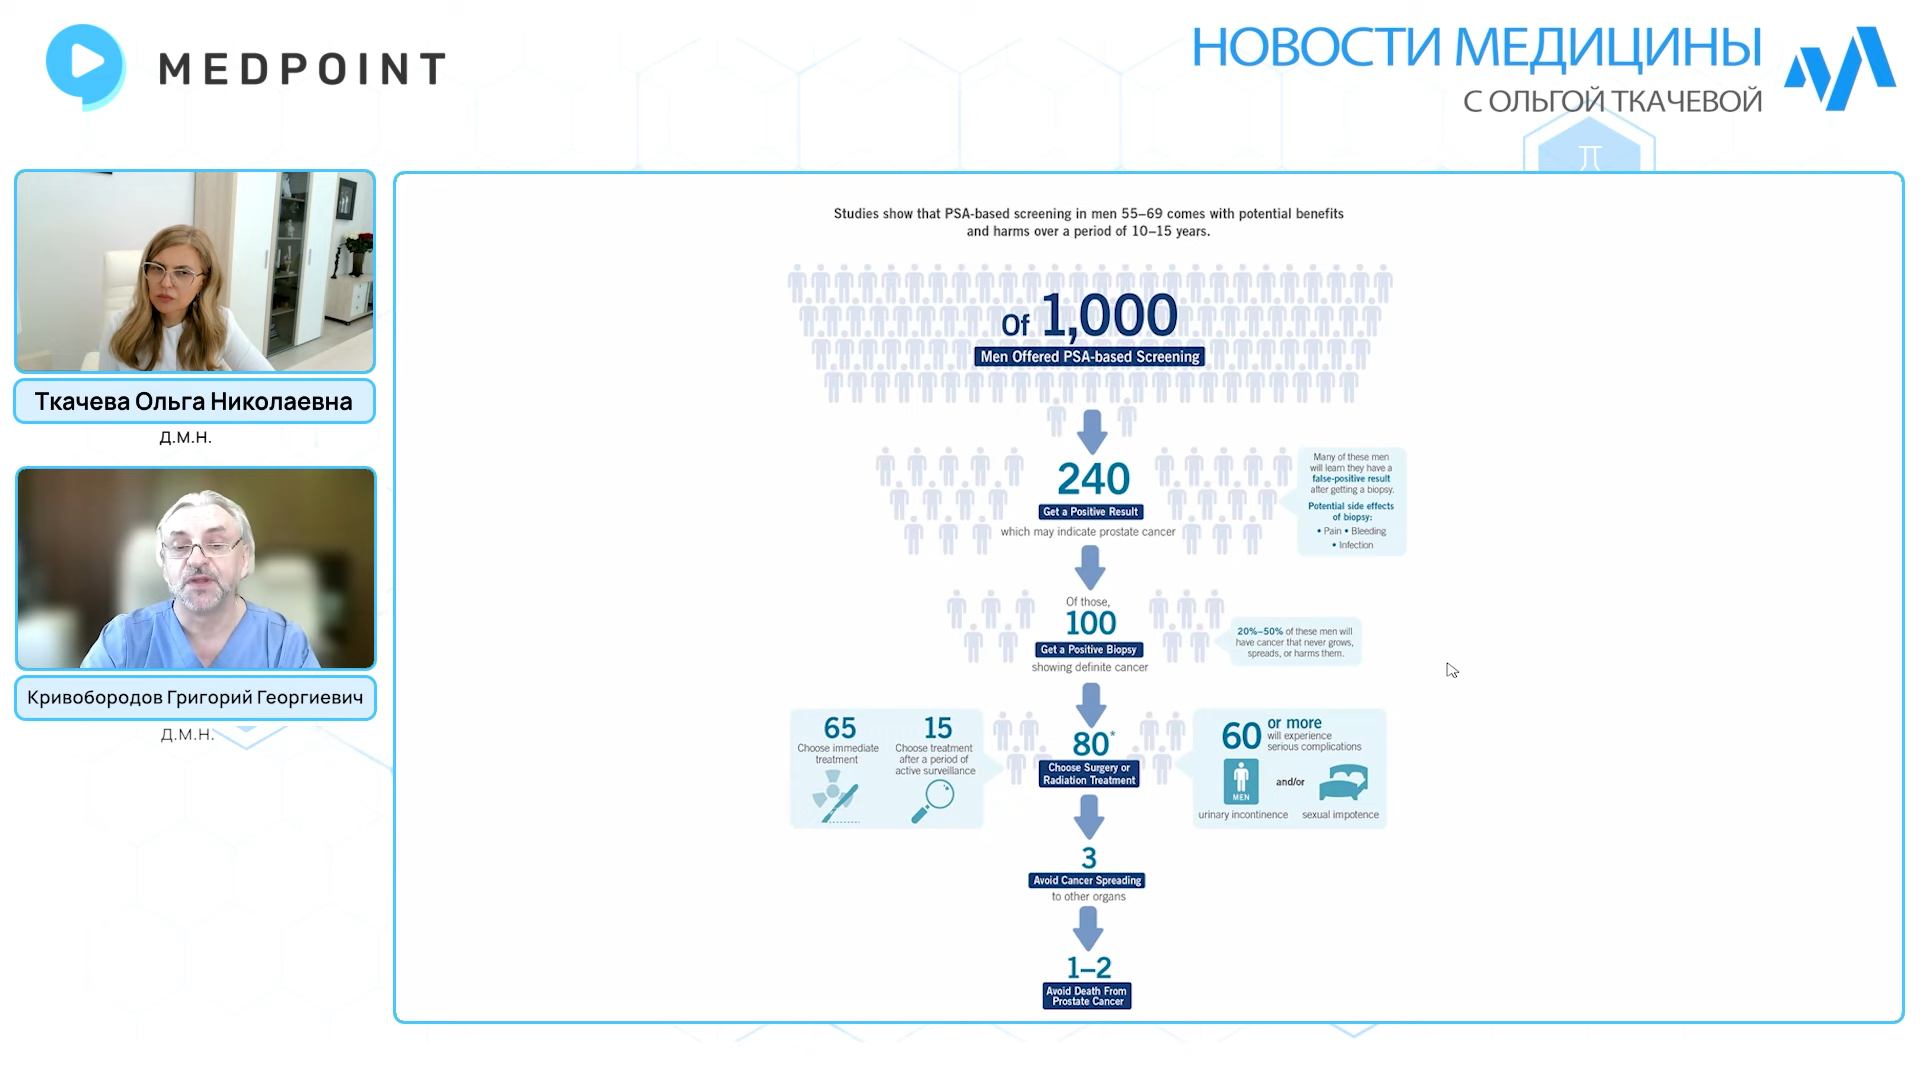 MEDPOINT
НОВОСТИ МЕДИЦИНЫ
С ОЛЬГОЙ ТКАЧЕВОЙ
Ткачева Ольга Николаевна
Д.М.Н.
Кривобородов Григорий Георгиевич
Д.М.Н.
Studies show that PSA-based screening in men 55–69 comes with potential benefits
and harms over a period of 10–15 years.
Of 1,000
Men Offered PSA-based Screening
240
Get a Positive Result
which may indicate prostate cancer
Many of these men
will learn they have a
false-positive result
after getting a biopsy.
Potential side effects
of biopsy:
• Pain • Bleeding
• Infection
Of those,
100
Get a Positive Biopsy
showing definite cancer
20%–50% of these men will
have cancer that never grows,
spreads, or harms them.
65
Choose immediate
treatment
15
Choose treatment
after a period of
active surveillance
80*
Choose Surgery or
Radiation Treatment
60 or more
will experience
serious complications
MEN
and/or
urinary incontinence
sexual impotence
3
Avoid Cancer Spreading
to other organs
1–2
Avoid Death From
Prostate Cancer